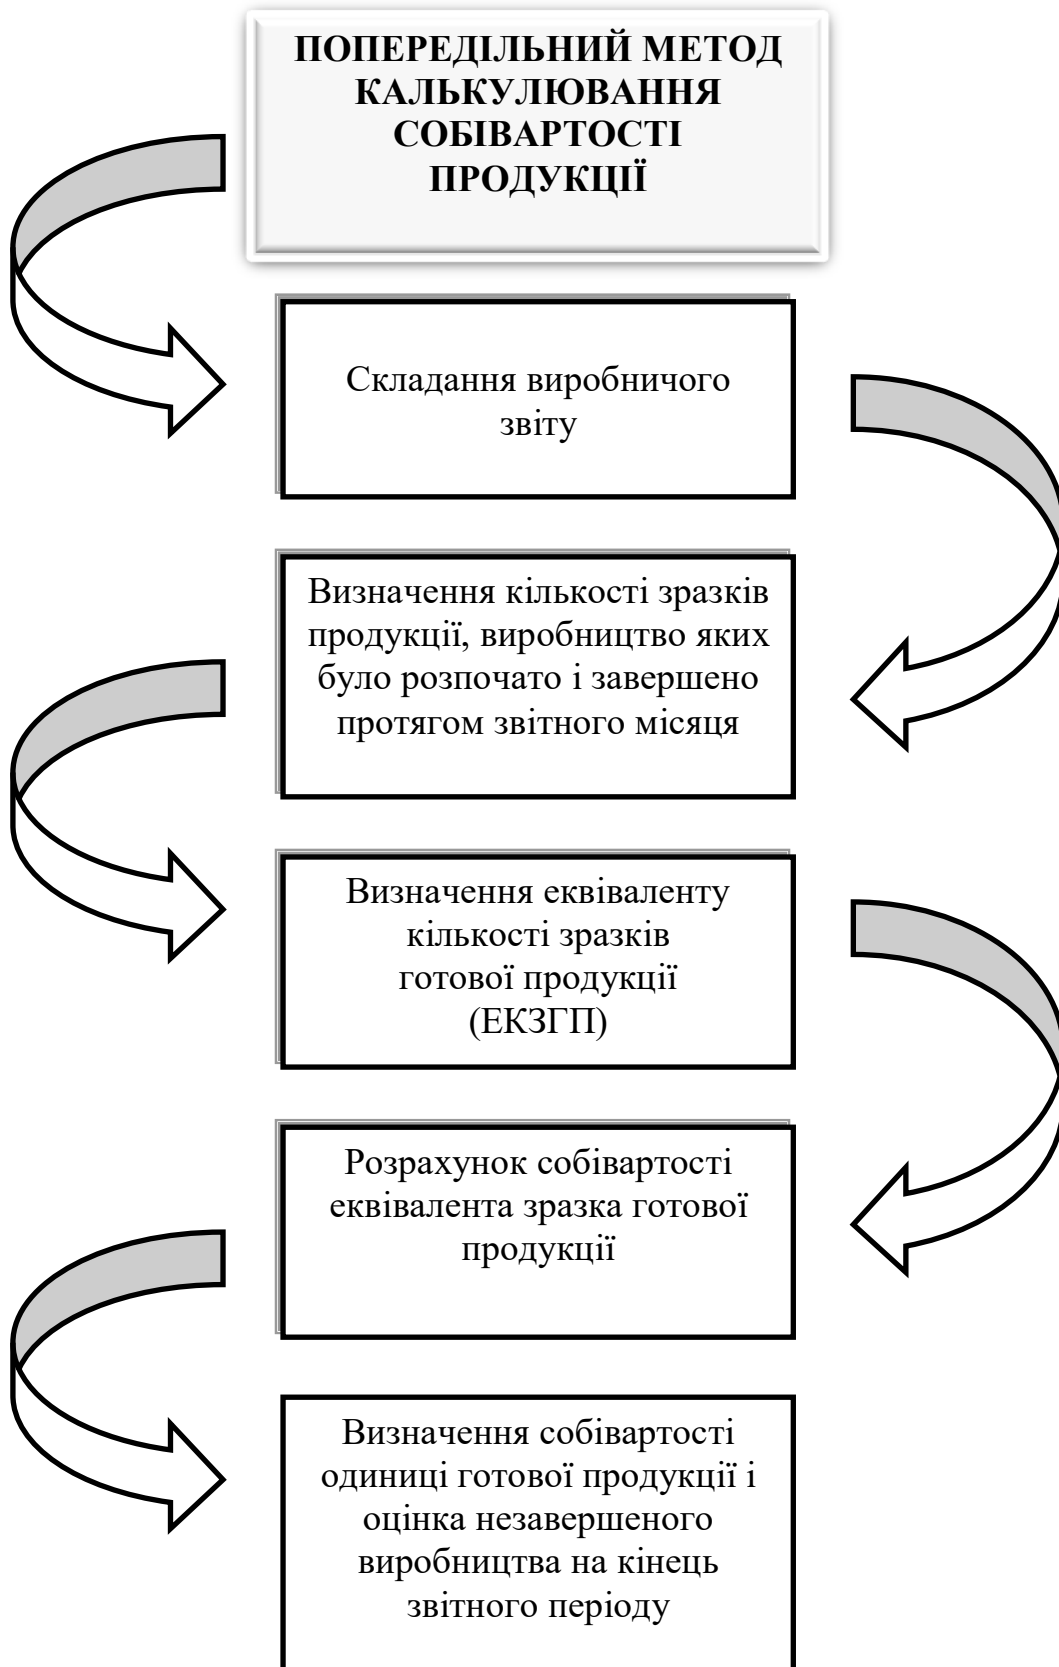 ПОПЕРЕДІЛЬНИЙ МЕТОД
КАЛЬКУЛЮВАННЯ
СОБІВАРТОСТІ
ПРОДУКЦІЇ
Складання виробничого
звіту
Визначення кількості зразків
продукції, виробництво яких
було розпочато і завершено
протягом звітного місяця
Визначення еквіваленту
кількості зразків
готової продукції
(ЕКЗГП)
Розрахунок собівартості
еквівалента зразка готової
продукції
Визначення собівартості
одиниці готової продукції і
оцінка незавершеного
виробництва на кінець
звітного періоду